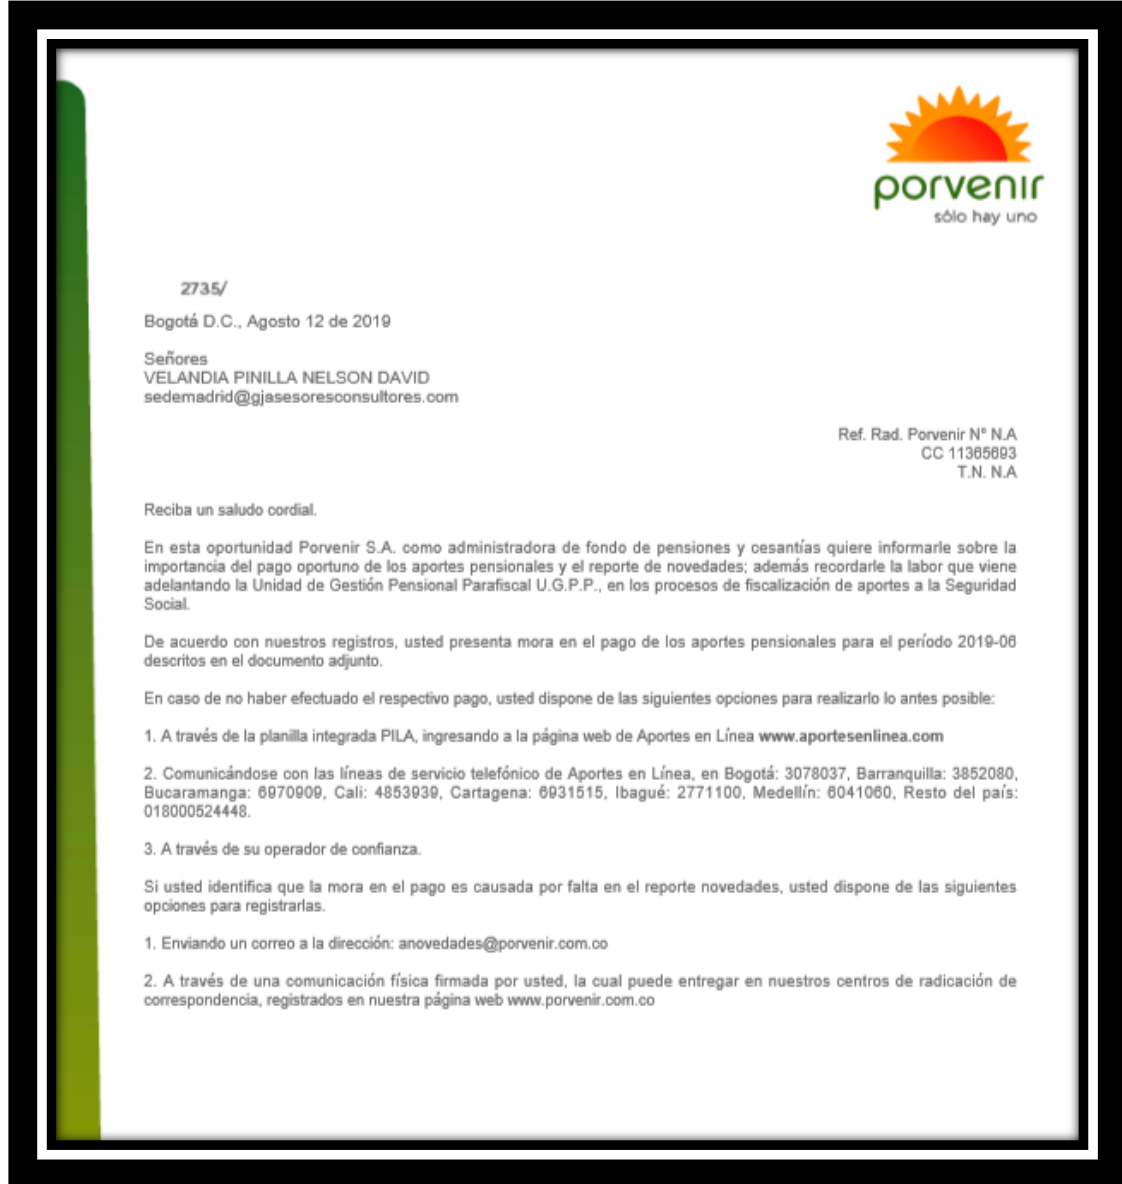 porvenir
sólo hay uno
2735/
Bogotá D.C., Agosto 12 de 2019
Señores
VELANDIA PINILLA NELSON DAVID
sedemadrid@gjasesoresconsultores.com
Ref. Rad. Porvenir N° N.A
CC 11365693
T.N. N.A
Reciba un saludo cordial.
En esta oportunidad Porvenir S.A. como administradora de fondo de pensiones y cesantías quiere informarle sobre la
importancia del pago oportuno de los aportes pensionales y el reporte de novedades; además recordarle la labor que viene
adelantando la Unidad de Gestión Pensional Parafiscal U.G.P.P., en los procesos de fiscalización de aportes a la Seguridad
Social.
De acuerdo con nuestros registros, usted presenta mora en el pago de los aportes pensionales para el período 2019-06
descritos en el documento adjunto.
En caso de no haber efectuado el respectivo pago, usted dispone de las siguientes opciones para realizarlo lo antes posible:
1. A través de la planilla integrada PILA, ingresando a la página web de Aportes en Línea www.aportesenlinea.com
2. Comunicándose con las líneas de servicio telefónico de Aportes en Línea, en Bogotá: 3078037, Barranquilla: 3852080,
Bucaramanga: 6970909, Cali: 4853939, Cartagena: 6931515, Ibagué: 2771100, Medellín: 6041060, Resto del país:
018000524448.
3. A través de su operador de confianza.
Si usted identifica que la mora en el pago es causada por falta en el reporte novedades, usted dispone de las siguientes
opciones para registrarlas.
1. Enviando un correo a la dirección: anovedades@porvenir.com.co
2. A través de una comunicación física firmada por usted, la cual puede entregar en nuestros centros de radicación de
correspondencia, registrados en nuestra página web www.porvenir.com.co